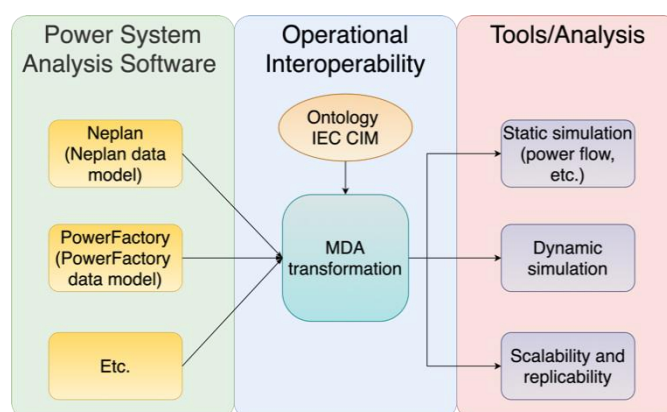 Power System
Analysis Software
Operational
Interoperability
Tools/Analysis
Neplan
(Neplan data
model)
PowerFactory
(PowerFactory
data model)
Etc.
Ontology
IEC CIM
MDA
transformation
Static simulation
(power flow,
etc.)
Dynamic
simulation
Scalability and
replicability